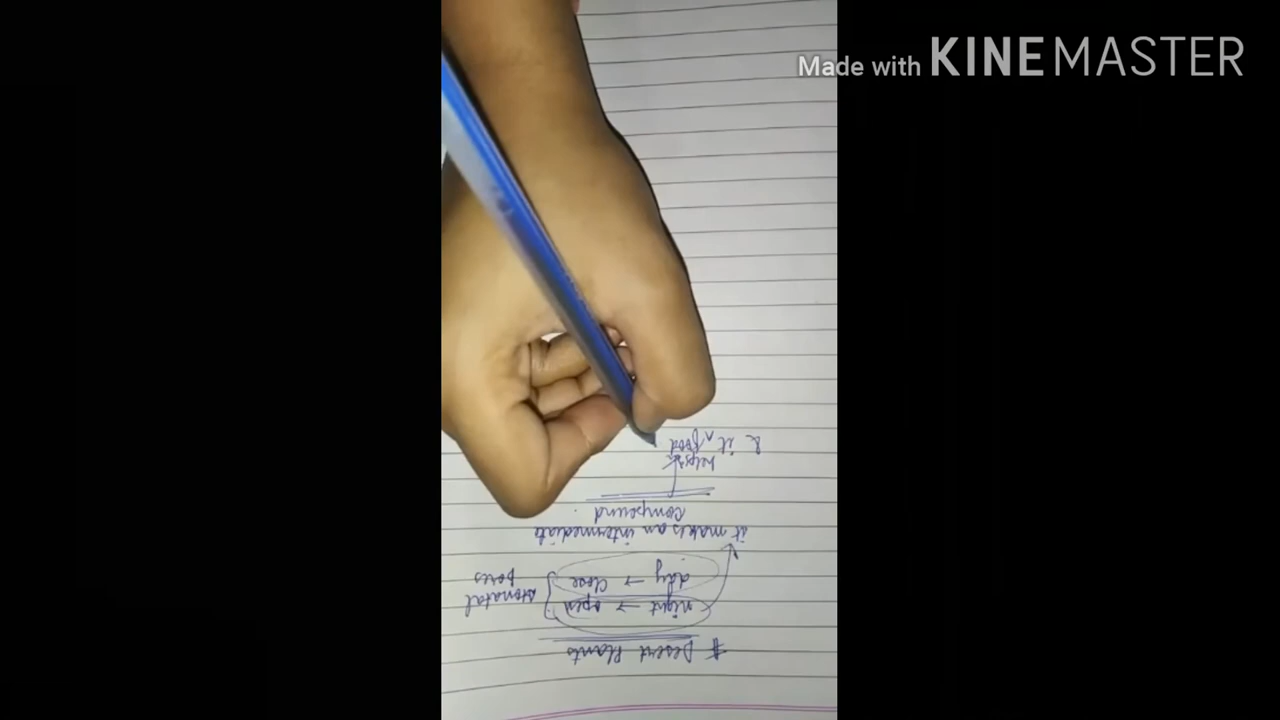 Made with KINEMASTER
# Desert Plants
night → open
day → close
stomatal
pores
it makes an intermediate
compound.
helps
& it food